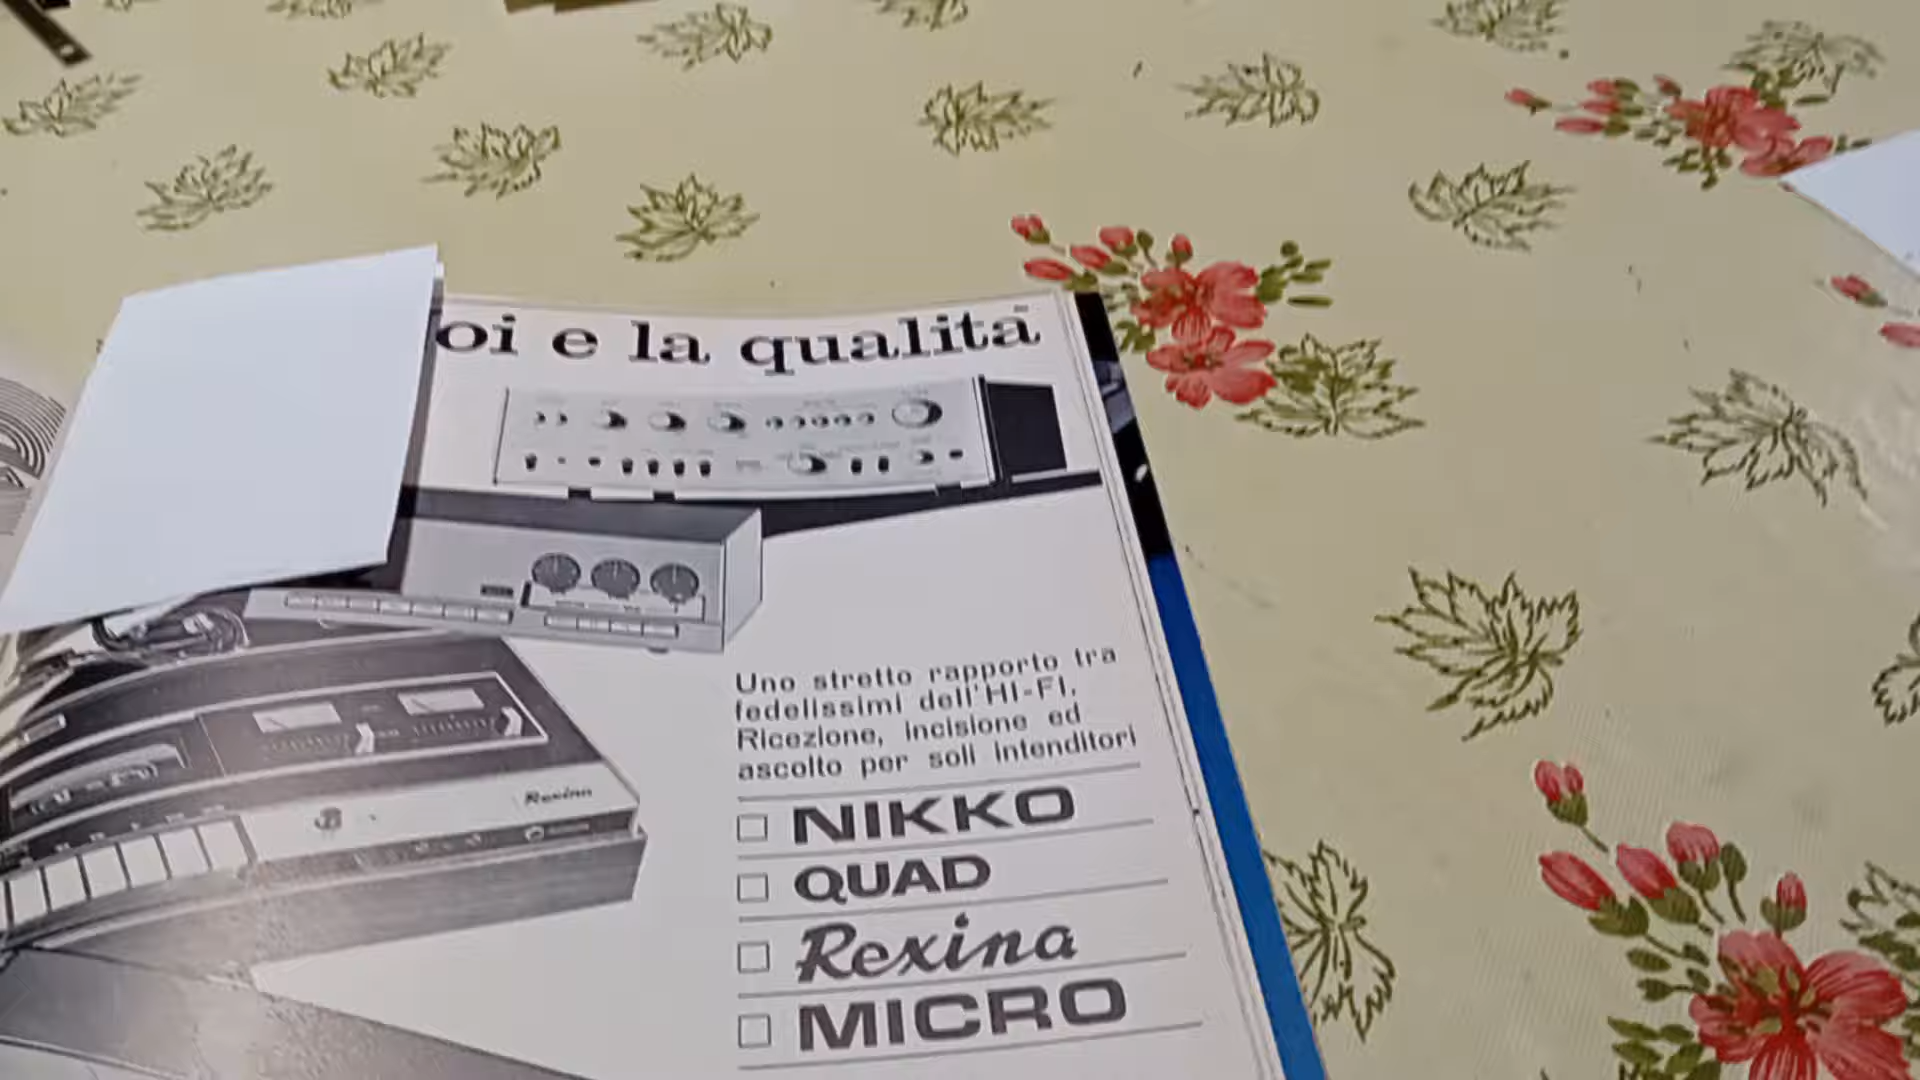 oi e la qualità
Uno stretto rapporto tra
fedelissimi dell'HI-FI.
Ricezione, incisione ed
ascolto per soli intenditori
Rexina
NIKKO
QUAD
Rexina
MICRO